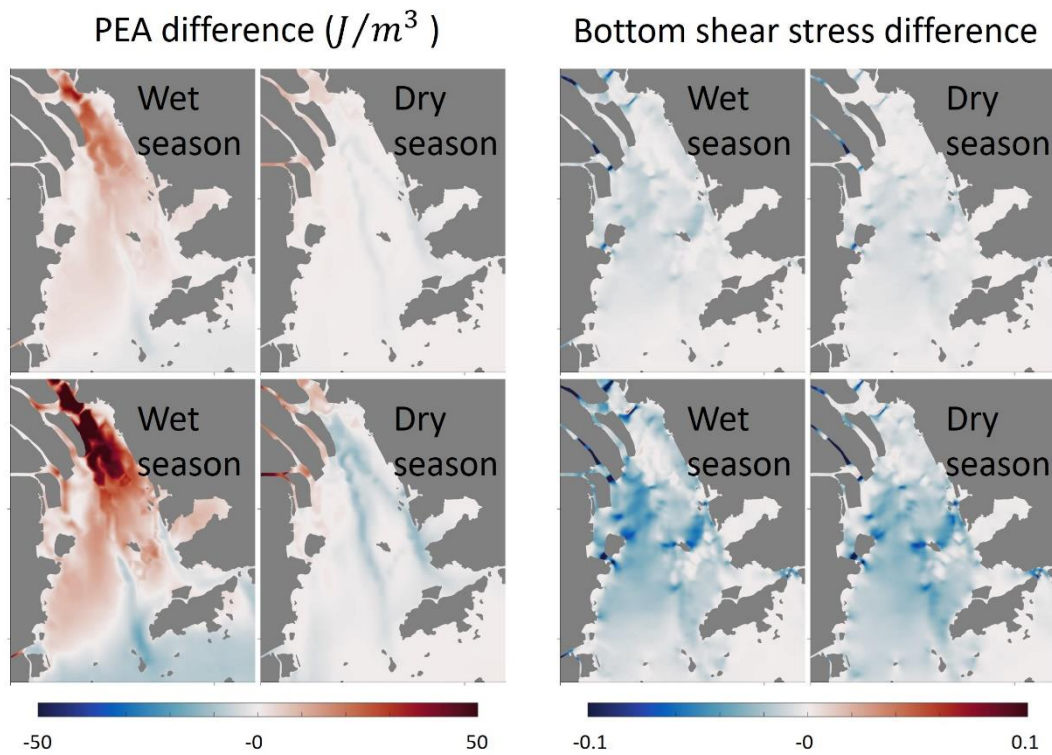 PEA difference (J/m³ )
Bottom shear stress difference
Wet
season
Dry
season
Wet
season
Dry
season
Wet
season
Dry
season
Wet
season
Dry
season
-50 -0 50
-0.1 -0 0.1